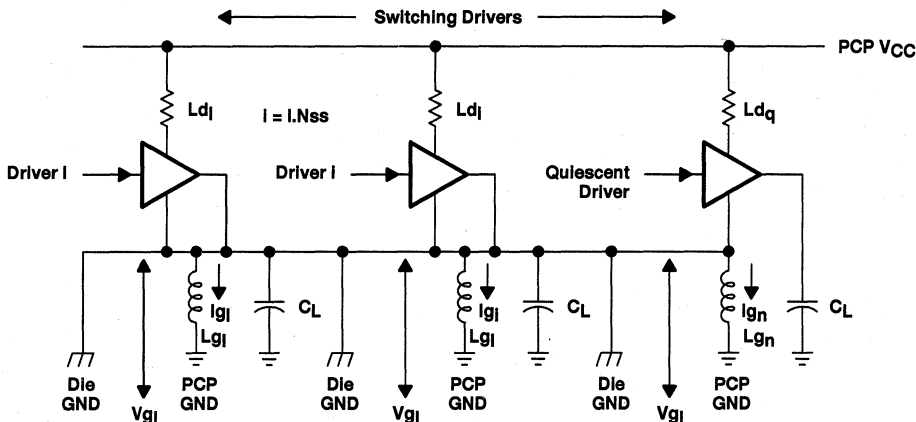 Switching Drivers
PCP VCC
Ldl
i = i.Nss
Ldl
Ldq
Driver i
Driver i
Quiescent
Driver
Igl
Lgl
CL
Igi
Lgl
CL
Ign
Lgn
CL
Die
GND
Vgl
PCP
GND
Die
GND
Vgl
PCP
GND
Die
GND
Vgl
PCP
GND